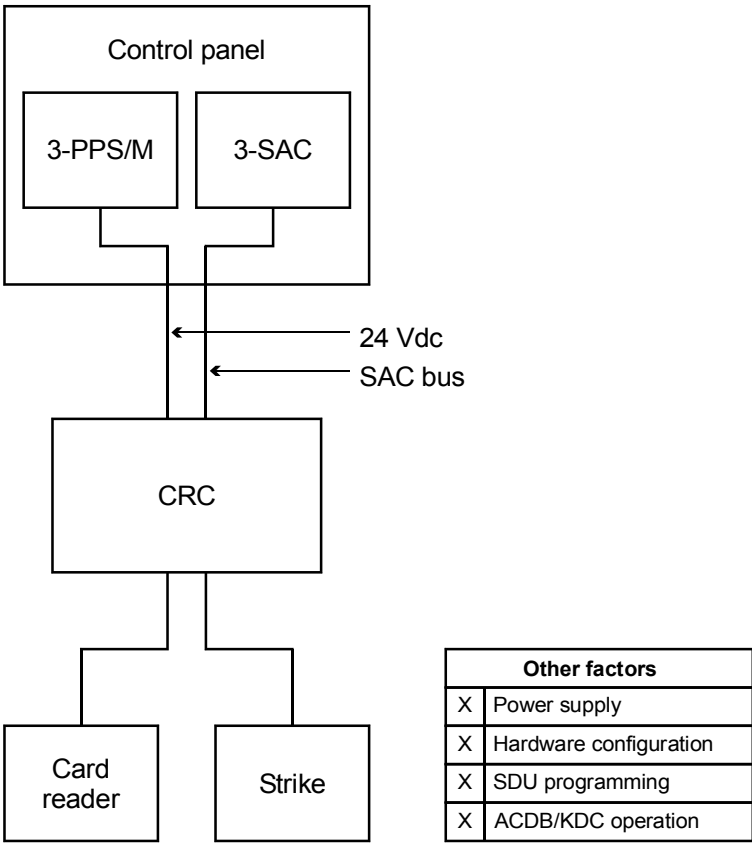 Control panel
3-PPS/M
3-SAC
24 Vdc
SAC bus
CRC
Card
reader
Strike
Other factors
X Power supply
X Hardware configuration
X SDU programming
X ACDB/KDC operation